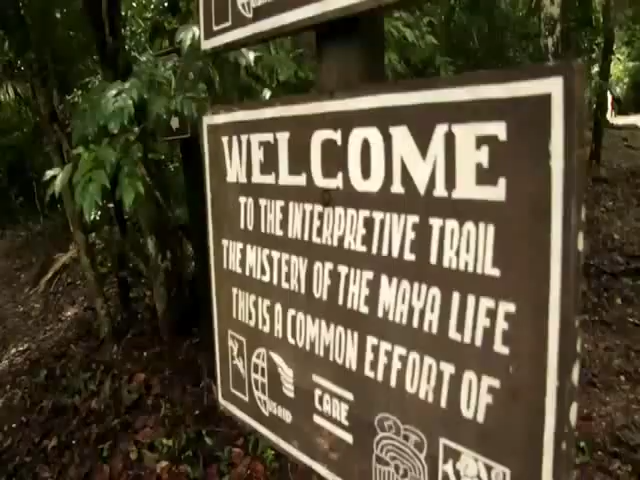 WELCOME
TO THE INTERPRETIVE TRAIL
THE MISTERY OF THE MAYA LIFE
THIS IS A COMMON EFFORT OF
USAID
CARE